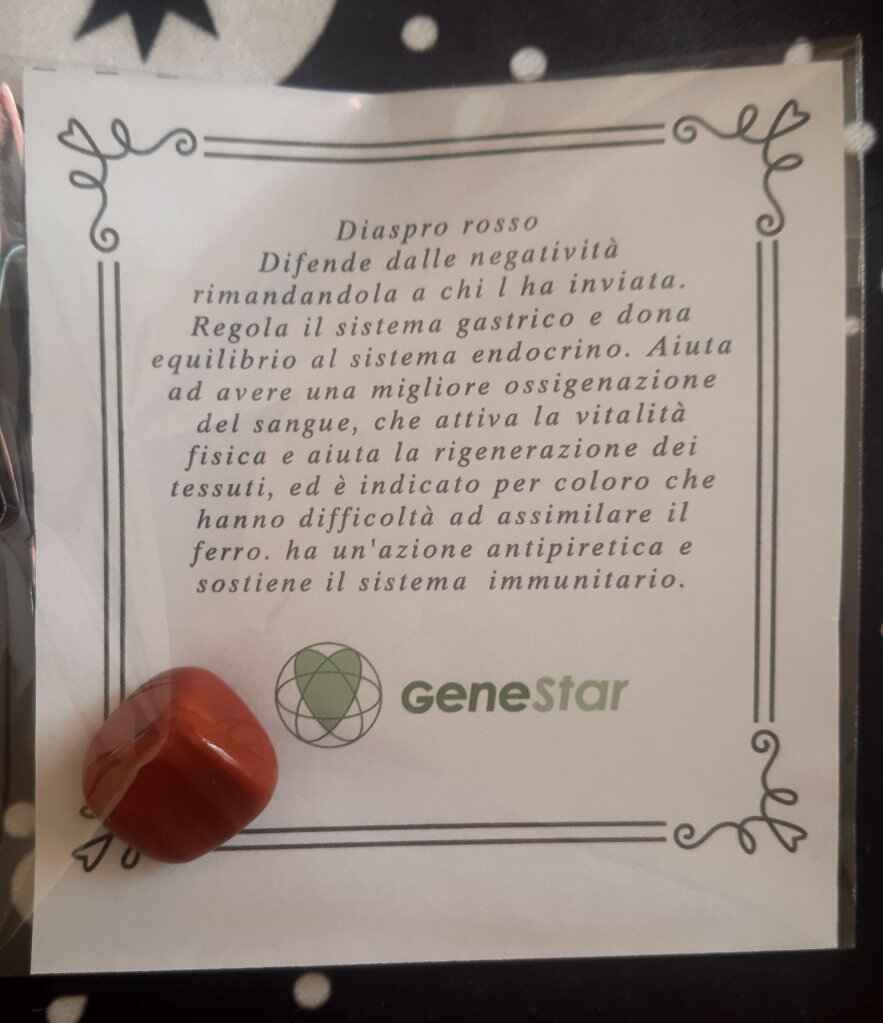 Diaspro rosso
Difende dalle negatività
rimandandola a chi l ha inviata.
Regola il sistema gastrico e dona
equilibrio al sistema endocrino. Aiuta
ad avere una migliore ossigenazione
del sangue, che attiva la vitalità
fisica e aiuta la rigenerazione dei
tessuti, ed è indicato per coloro che
hanno difficoltà ad assimilare il
ferro. ha un'azione antipiretica e
sostiene il sistema  immunitario.
GeneStar